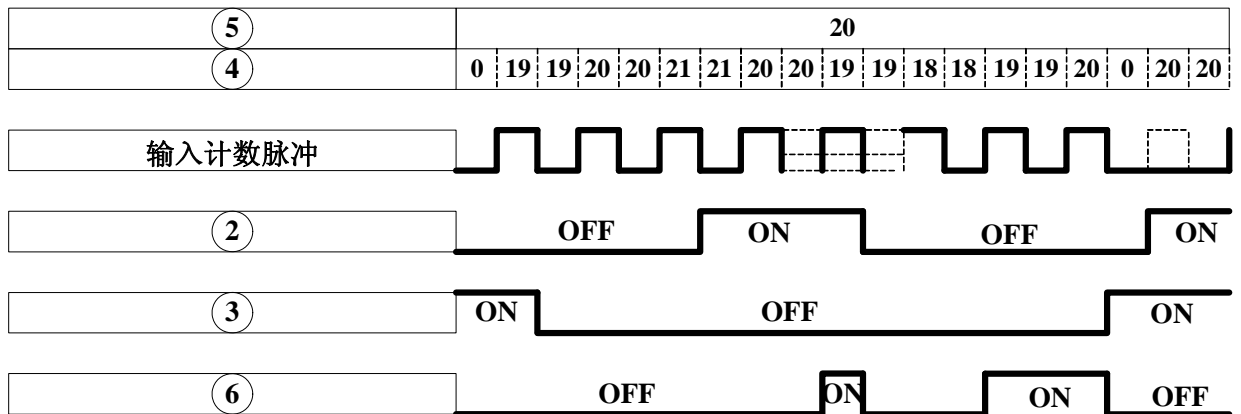 ⑤ 20
④ 0 19 19 20 20 21 21 20 20 19 19 18 18 19 19 20 0 20 20
输入计数脉冲
② OFF ON OFF ON
③ ON OFF ON
⑥ OFF ON ON OFF